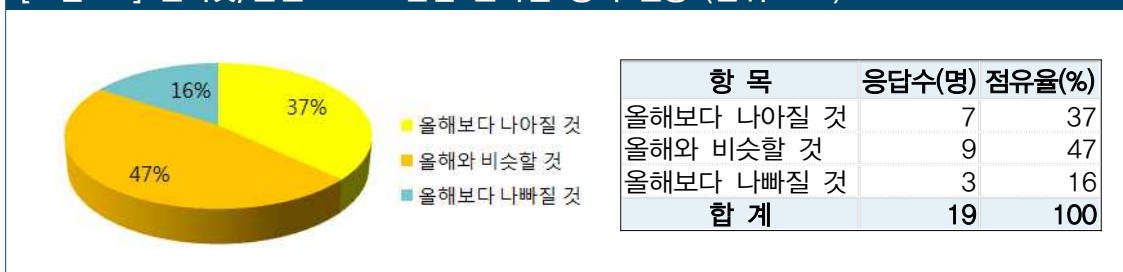 16%
37%
47%
올해보다 나아질 것
올해와 비슷할 것
올해보다 나빠질 것
항 목 응답수(명) 점유율(%)
올해보다 나아질 것 7 37
올해와 비슷할 것 9 47
올해보다 나빠질 것 3 16
합 계 19 100